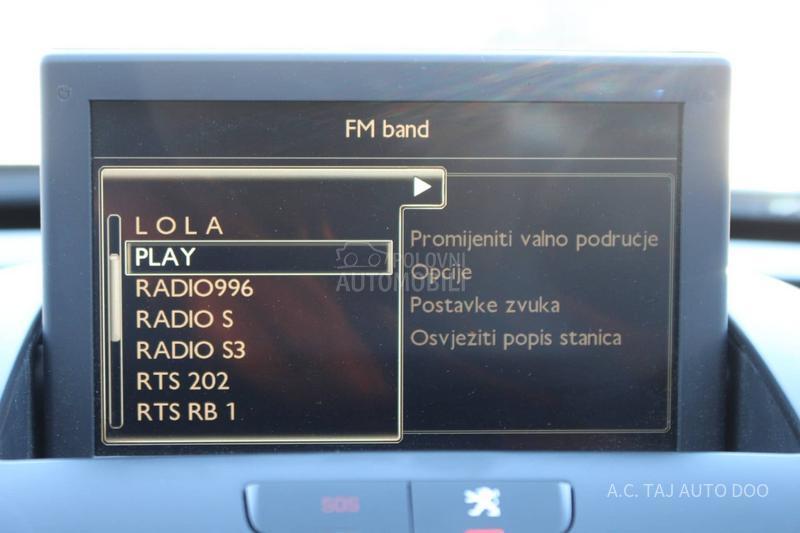 FM band
L O L A
PLAY
RADIO996
RADIO S
RADIO S3
RTS 202
RTS RB 1
Promijeniti valno područje
Opcije
Postavke zvuka
Osvježiti popis stanica
POLOVNI
AUTOMOBILI
SOS
A.C. TAJ AUTO DOO